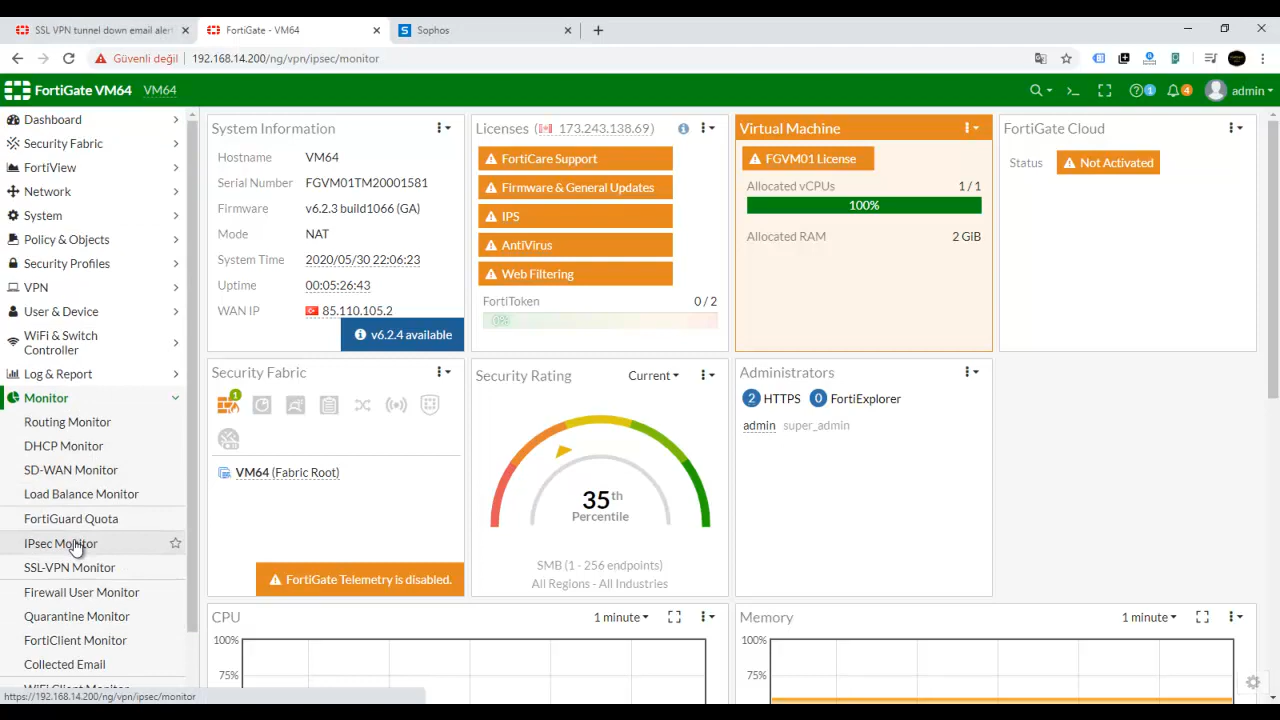 SSL VPN tunnel down email alert
FortiGate - VM64
Sophos
Güvenli değil
192.168.14.200/ng/vpn/ipsec/monitor
FortiGate VM64
VM64
1
4
admin
Dashboard
Security Fabric
FortiView
Network
System
Policy & Objects
Security Profiles
VPN
User & Device
WiFi & Switch
Controller
Log & Report
Monitor
Routing Monitor
DHCP Monitor
SD-WAN Monitor
Load Balance Monitor
FortiGuard Quota
IPsec Monitor
SSL-VPN Monitor
Firewall User Monitor
Quarantine Monitor
FortiClient Monitor
Collected Email
WiFi Client Monitor
https://192.168.14.200/ng/vpn/ipsec/monitor
System Information
Hostname VM64
Serial Number FGVM01TM20001581
Firmware v6.2.3 build1066 (GA)
Mode NAT
System Time 2020/05/30 22:06:23
Uptime 00:05:26:43
WAN IP 85.110.105.2
v6.2.4 available
Licenses (173.243.138.69)
FortiCare Support
Firmware & General Updates
IPS
AntiVirus
Web Filtering
FortiToken 0 / 2
0%
Virtual Machine
FGVM01 License
Allocated vCPUs 1 / 1
100%
Allocated RAM 2 GiB
FortiGate Cloud
Status Not Activated
Security Fabric
1
VM64 (Fabric Root)
FortiGate Telemetry is disabled.
Security Rating Current
35th
Percentile
SMB (1 - 256 endpoints)
All Regions - All Industries
Administrators
2 HTTPS 0 FortiExplorer
admin super_admin
CPU 1 minute
100%
75%
Memory 1 minute
100%
75%